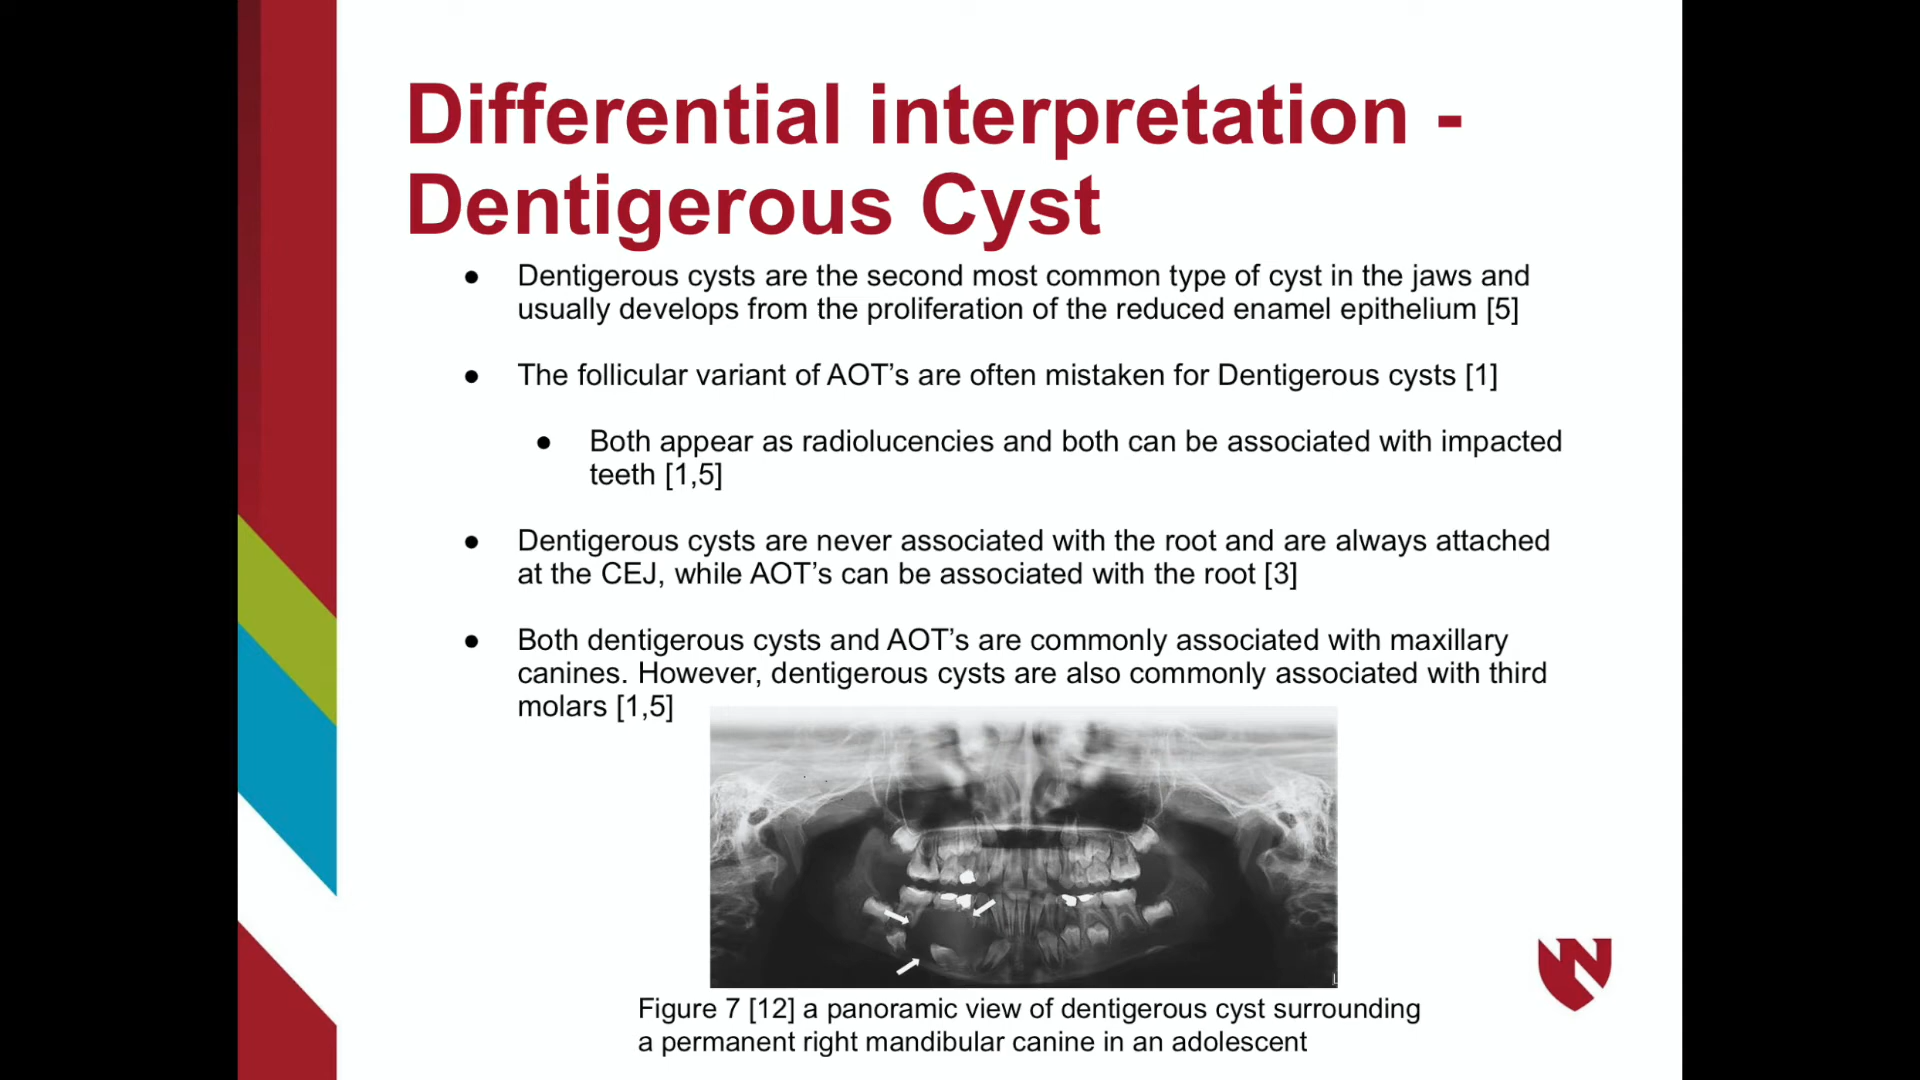 Differential interpretation -
Dentigerous Cyst
● Dentigerous cysts are the second most common type of cyst in the jaws and
usually develops from the proliferation of the reduced enamel epithelium [5]
● The follicular variant of AOT’s are often mistaken for Dentigerous cysts [1]
● Both appear as radiolucencies and both can be associated with impacted
teeth [1,5]
● Dentigerous cysts are never associated with the root and are always attached
at the CEJ, while AOT’s can be associated with the root [3]
● Both dentigerous cysts and AOT’s are commonly associated with maxillary
canines. However, dentigerous cysts are also commonly associated with third
molars [1,5]
L
N
Figure 7 [12] a panoramic view of dentigerous cyst surrounding
a permanent right mandibular canine in an adolescent